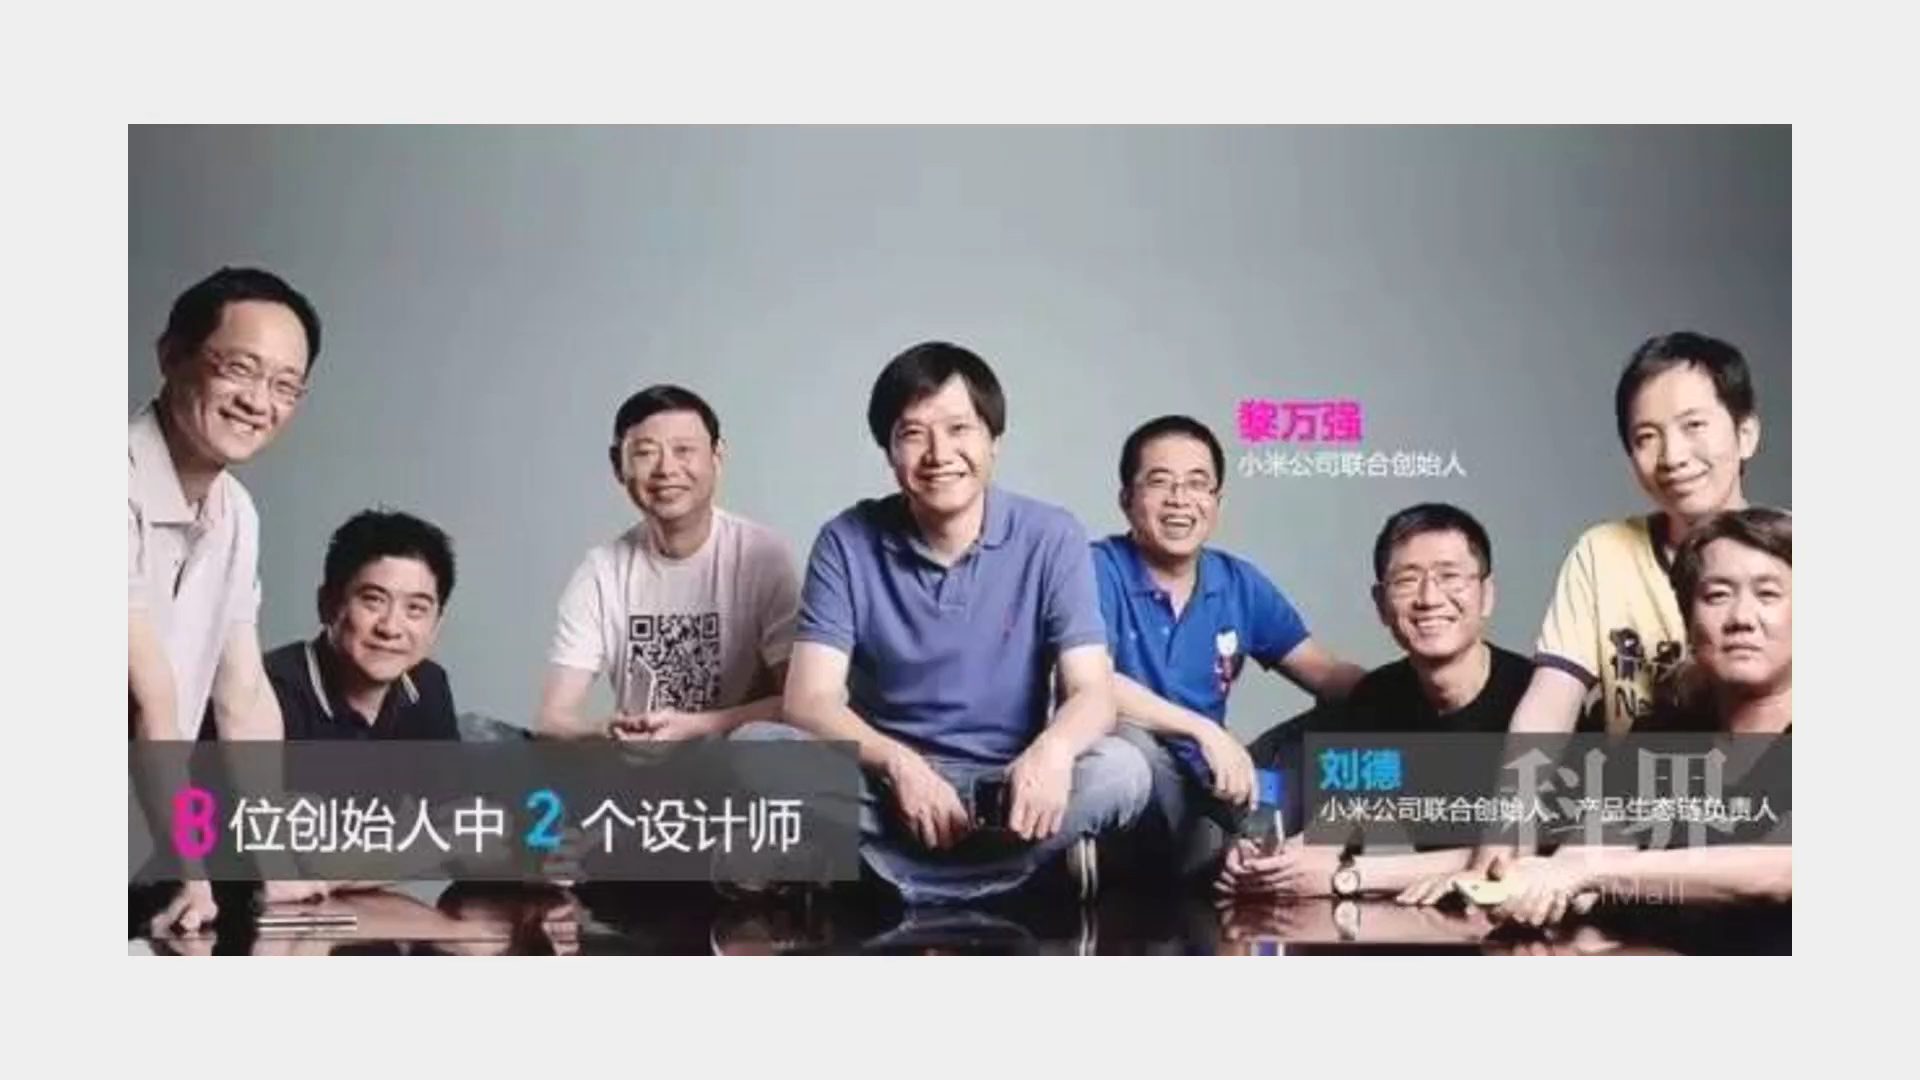 黎万强
小米公司联合创始人
刘德
小米公司联合创始人、产品生态链负责人
8位创始人中2个设计师
科界